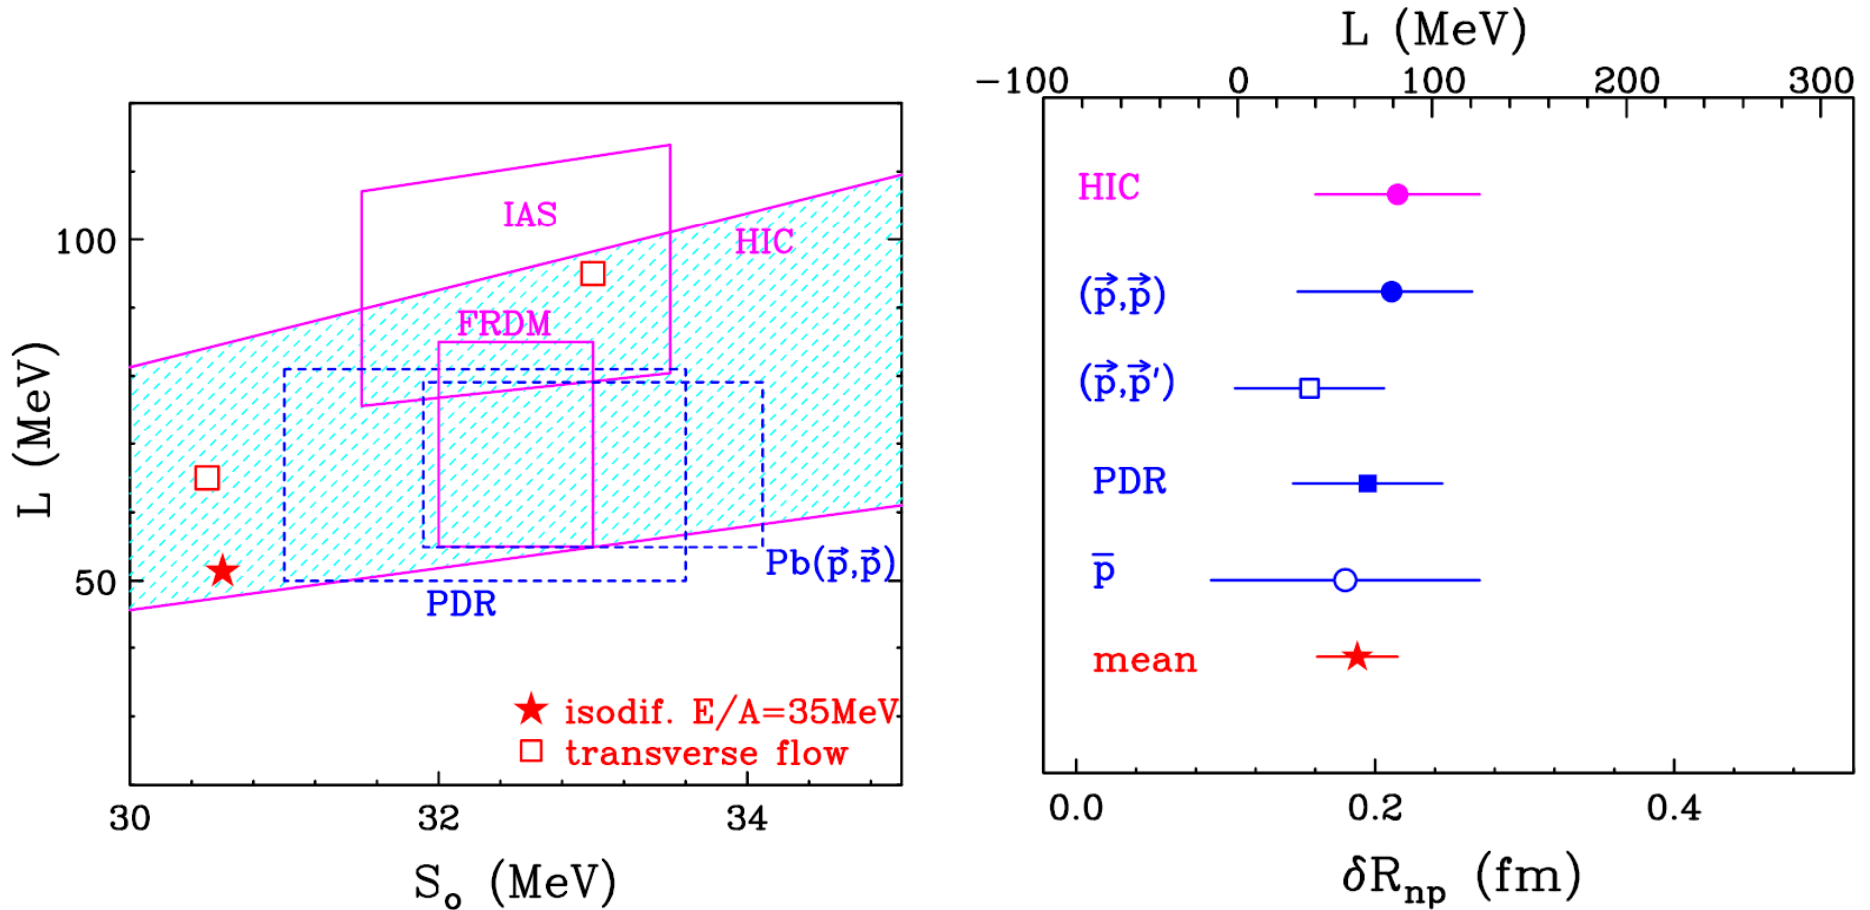 L (MeV)
100
50
IAS
HIC
FRDM
Pb(p⃗,p⃗)
PDR
★ isodif. E/A=35MeV
□ transverse flow
30 32 34
S₀ (MeV)
L (MeV)
−100 0 100 200 300
HIC
(p⃗,p⃗)
(p⃗,p⃗′)
PDR
p̅
mean
0.0 0.2 0.4
δRnp (fm)